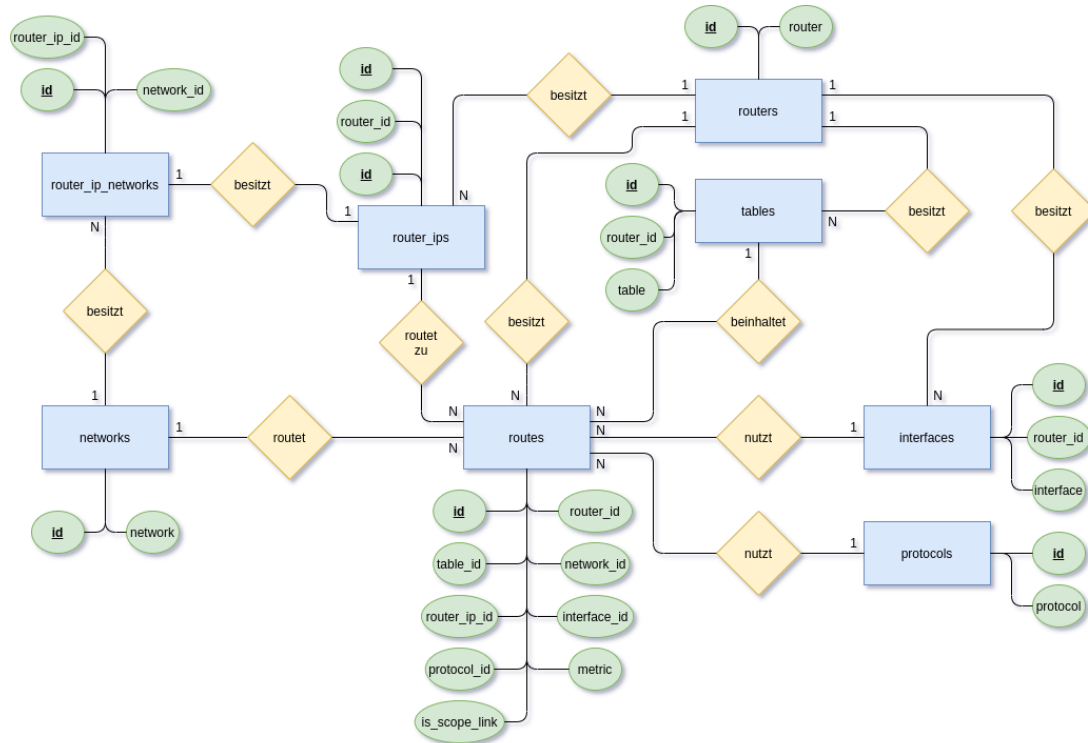 router_ip_id
id
network_id
router_ip_networks
1
N
besitzt
besitzt
1
networks
1
id
network
id
router_id
id
1
router_ips
N
1
routet
zu
N
besitzt
id
router
1
routers
1
1
1
besitzt
N
id
router_id
table
tables
N
1
besitzt
besitzt
beinhaltet
N
routet
N
routes
N
N
N
nutzt
1
interfaces
N
id
router_id
interface
nutzt
1
protocols
id
protocol
id
router_id
table_id
network_id
router_ip_id
interface_id
protocol_id
metric
is_scope_link